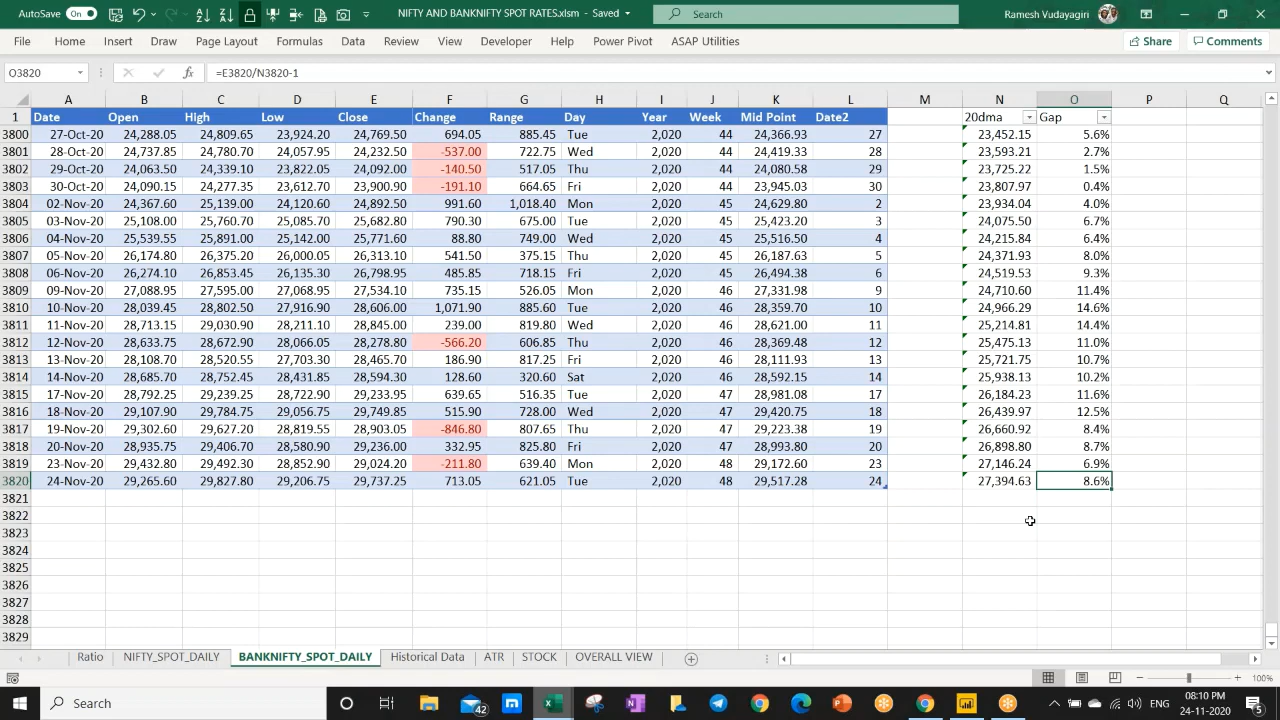 AutoSave On NIFTY AND BANKNIFTY SPOT RATES.xlsm - Saved Search Ramesh Vudayagiri
File Home Insert Draw Page Layout Formulas Data Review View Developer Help Power Pivot ASAP Utilities Share Comments
O3820 fx =E3820/N3820-1
A B C D E F G H I J K L M N O P Q
1 Date Open High Low Close Change Range Day Year Week Mid Point Date2 20dma Gap
3800 27-Oct-20 24,288.05 24,809.65 23,924.20 24,769.50 694.05 885.45 Tue 2,020 44 24,366.93 27 23,452.15 5.6%
3801 28-Oct-20 24,737.85 24,780.70 24,057.95 24,232.50 -537.00 722.75 Wed 2,020 44 24,419.33 28 23,593.21 2.7%
3802 29-Oct-20 24,063.50 24,339.10 23,822.05 24,092.00 -140.50 517.05 Thu 2,020 44 24,080.58 29 23,725.22 1.5%
3803 30-Oct-20 24,090.15 24,277.35 23,612.70 23,900.90 -191.10 664.65 Fri 2,020 44 23,945.03 30 23,807.97 0.4%
3804 02-Nov-20 24,367.60 25,139.00 24,120.60 24,892.50 991.60 1,018.40 Mon 2,020 45 24,629.80 2 23,934.04 4.0%
3805 03-Nov-20 25,108.00 25,760.70 25,085.70 25,682.80 790.30 675.00 Tue 2,020 45 25,423.20 3 24,075.50 6.7%
3806 04-Nov-20 25,539.55 25,891.00 25,142.00 25,771.60 88.80 749.00 Wed 2,020 45 25,516.50 4 24,215.84 6.4%
3807 05-Nov-20 26,174.80 26,375.20 26,000.05 26,313.10 541.50 375.15 Thu 2,020 45 26,187.63 5 24,371.93 8.0%
3808 06-Nov-20 26,274.10 26,853.45 26,135.30 26,798.95 485.85 718.15 Fri 2,020 45 26,494.38 6 24,519.53 9.3%
3809 09-Nov-20 27,088.95 27,595.00 27,068.95 27,534.10 735.15 526.05 Mon 2,020 46 27,331.98 9 24,710.60 11.4%
3810 10-Nov-20 28,039.45 28,802.50 27,916.90 28,606.00 1,071.90 885.60 Tue 2,020 46 28,359.70 10 24,966.29 14.6%
3811 11-Nov-20 28,713.15 29,030.90 28,211.10 28,845.00 239.00 819.80 Wed 2,020 46 28,621.00 11 25,214.81 14.4%
3812 12-Nov-20 28,633.75 28,672.90 28,066.05 28,278.80 -566.20 606.85 Thu 2,020 46 28,369.48 12 25,475.13 11.0%
3813 13-Nov-20 28,108.70 28,520.55 27,703.30 28,465.70 186.90 817.25 Fri 2,020 46 28,111.93 13 25,721.75 10.7%
3814 14-Nov-20 28,685.70 28,752.45 28,431.85 28,594.30 128.60 320.60 Sat 2,020 46 28,592.15 14 25,938.13 10.2%
3815 17-Nov-20 28,792.25 29,239.25 28,722.90 29,233.95 639.65 516.35 Tue 2,020 47 28,981.08 17 26,184.23 11.6%
3816 18-Nov-20 29,107.90 29,784.75 29,056.75 29,749.85 515.90 728.00 Wed 2,020 47 29,420.75 18 26,439.97 12.5%
3817 19-Nov-20 29,302.60 29,627.20 28,819.55 28,903.05 -846.80 807.65 Thu 2,020 47 29,223.38 19 26,660.92 8.4%
3818 20-Nov-20 28,935.75 29,406.70 28,580.90 29,236.00 332.95 825.80 Fri 2,020 47 28,993.80 20 26,898.80 8.7%
3819 23-Nov-20 29,432.80 29,492.30 28,852.90 29,024.20 -211.80 639.40 Mon 2,020 48 29,172.60 23 27,146.24 6.9%
3820 24-Nov-20 29,265.60 29,827.80 29,206.75 29,737.25 713.05 621.05 Tue 2,020 48 29,517.28 24 27,394.63 8.6%
3821
3822
3823
3824
3825
3826
3827
3828
3829
Ratio NIFTY_SPOT_DAILY BANKNIFTY_SPOT_DAILY Historical Data ATR STOCK OVERALL VIEW
100%
Search 42 ENG 08:10 PM 24-11-2020 5